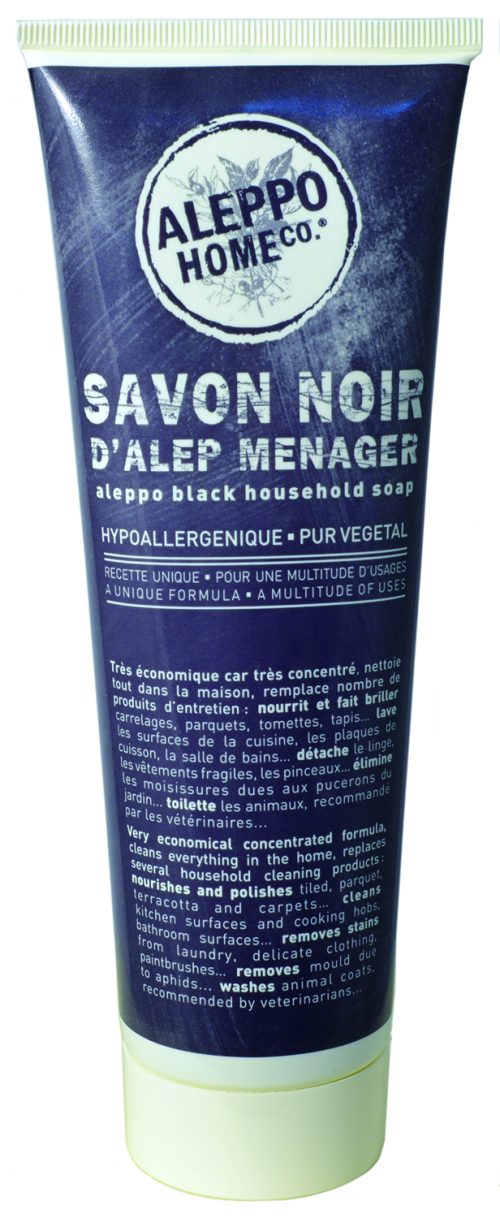 ALEPPO
HOME CO.®
SAVON NOIR
D'ALEP MENAGER
aleppo black household soap
HYPOALLERGENIQUE ▪ PUR VEGETAL
RECETTE UNIQUE ▪ POUR UNE MULTITUDE D'USAGES
A UNIQUE FORMULA ▪ A MULTITUDE OF USES
Très économique car très concentré, nettoie
tout dans la maison, remplace nombre de
produits d'entretien : nourrit et fait briller
carrelages, parquets, tomettes, tapis... lave
les surfaces de la cuisine, les plaques de
cuisson, la salle de bains... détache le linge,
les vêtements fragiles, les pinceaux... élimine
les moisissures dues aux pucerons du
jardin... toilette les animaux, recommandé
par les vétérinaires...
Very economical concentrated formula,
cleans everything in the home, replaces
several household cleaning products :
nourishes and polishes tiled, parquet,
terracotta and carpets... cleans
kitchen surfaces and cooking hobs,
bathroom surfaces... removes stains
from laundry, delicate clothing,
paintbrushes... removes mould due
to aphids... washes animal coats,
recommended by veterinarians...